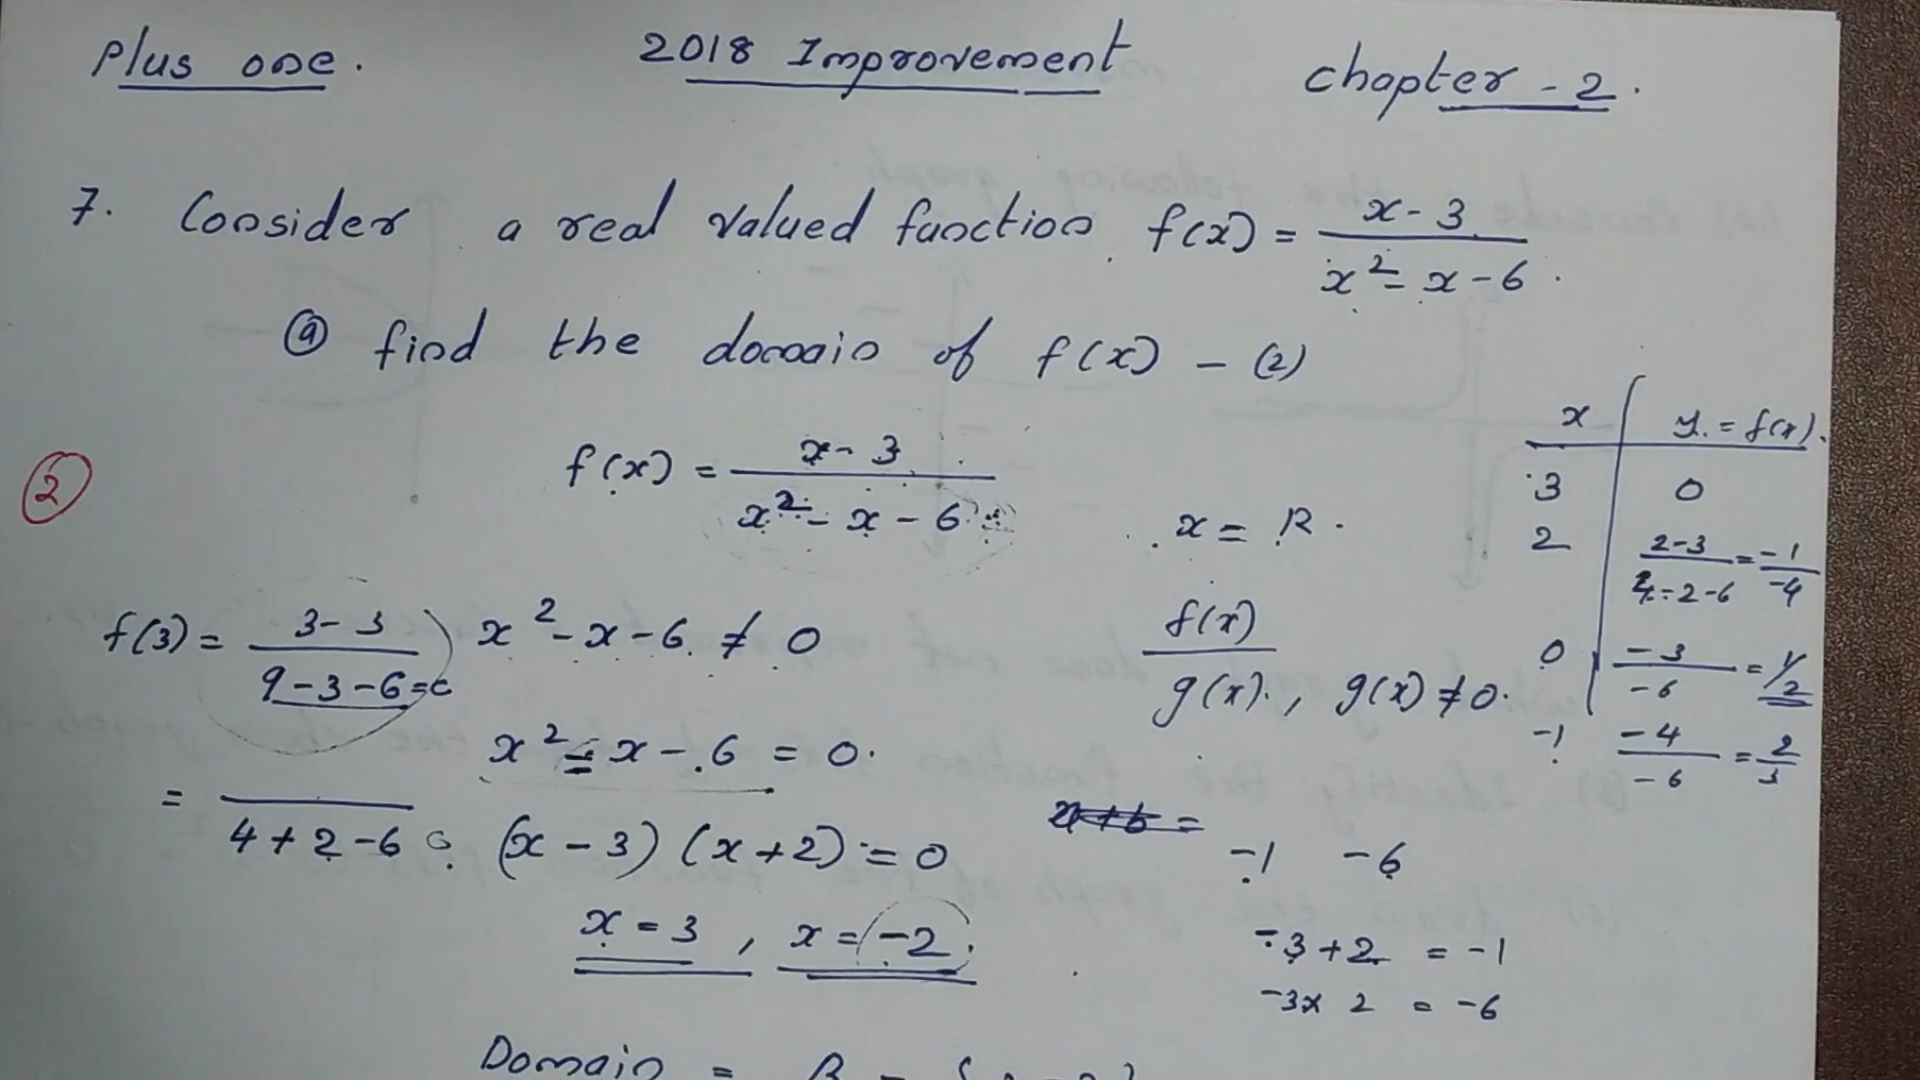 Plus one. 2018 Improvement Chapter - 2.
7. Consider a real valued function f(x) = x - 3 / x² - x - 6.
ⓐ find the domain of f(x) - (2)
x | y = f(x).
f(x) = x - 3 / x² - x - 6
3 | 0
② x = R.
2 | 2-3 / 4-2-6 = -1 / -4
f(3) = 3-3 / 9-3-6=0
x² - x - 6 ≠ 0
f(x) / g(x), g(x) ≠ 0.
0 | -3 / -6 = 1/2
x² - x - 6 = 0.
-1 | -4 / -6 = 2/3
= 4+2-6
(x - 3) (x + 2) = 0
-1 -6
x = 3, x = -2.
-3 + 2 = -1
-3 x 2 = -6
Domain = R -